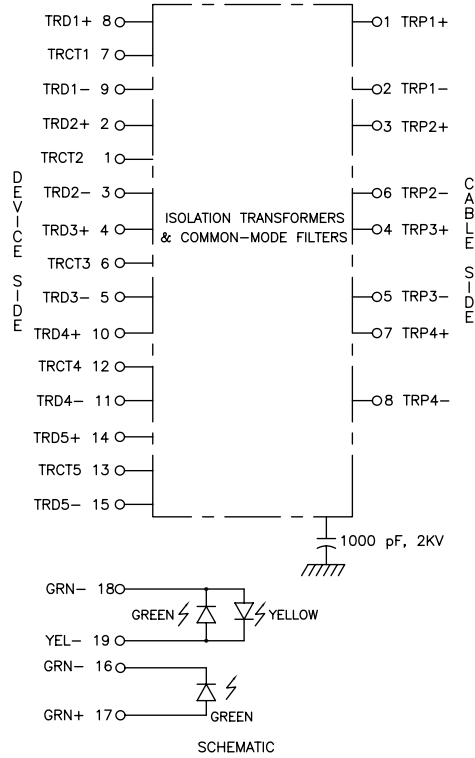 TRD1+ 8
TRCT1 7
TRD1- 9
TRD2+ 2
TRCT2 1
TRD2- 3
TRD3+ 4
TRCT3 6
TRD3- 5
TRD4+ 10
TRCT4 12
TRD4- 11
TRD5+ 14
TRCT5 13
TRD5- 15
DEVICE SIDE
ISOLATION TRANSFORMERS
& COMMON-MODE FILTERS
1 TRP1+
2 TRP1-
3 TRP2+
6 TRP2-
4 TRP3+
5 TRP3-
7 TRP4+
8 TRP4-
CABLE SIDE
1000 pF, 2KV
GRN- 18
GREEN
YELLOW
YEL- 19
GRN- 16
GRN+ 17
GREEN
SCHEMATIC